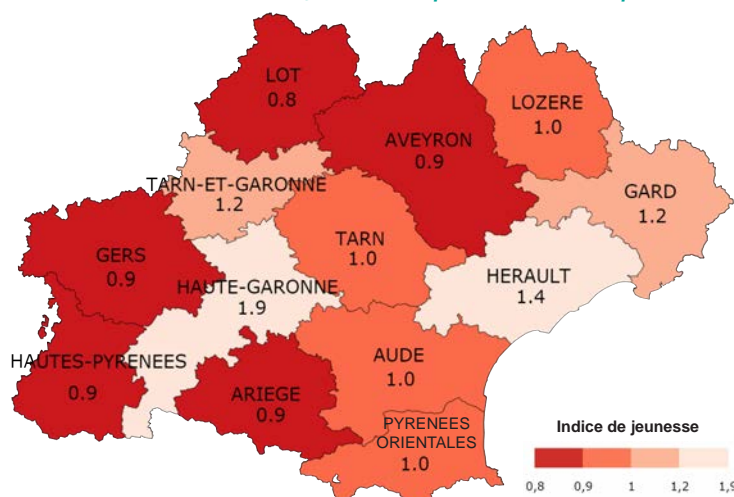 LOT
0.8
LOZERE
1.0
AVEYRON
0.9
TARN-ET-GARONNE
1.2
GARD
1.2
TARN
1.0
GERS
0.9
HAUTE-GARONNE
1.9
HERAULT
1.4
HAUTES-PYRENEES
0.9
AUDE
1.0
ARIEGE
0.9
PYRENEES
ORIENTALES
1.0
Indice de jeunesse
0,8 0,9 1 1,2 1,9